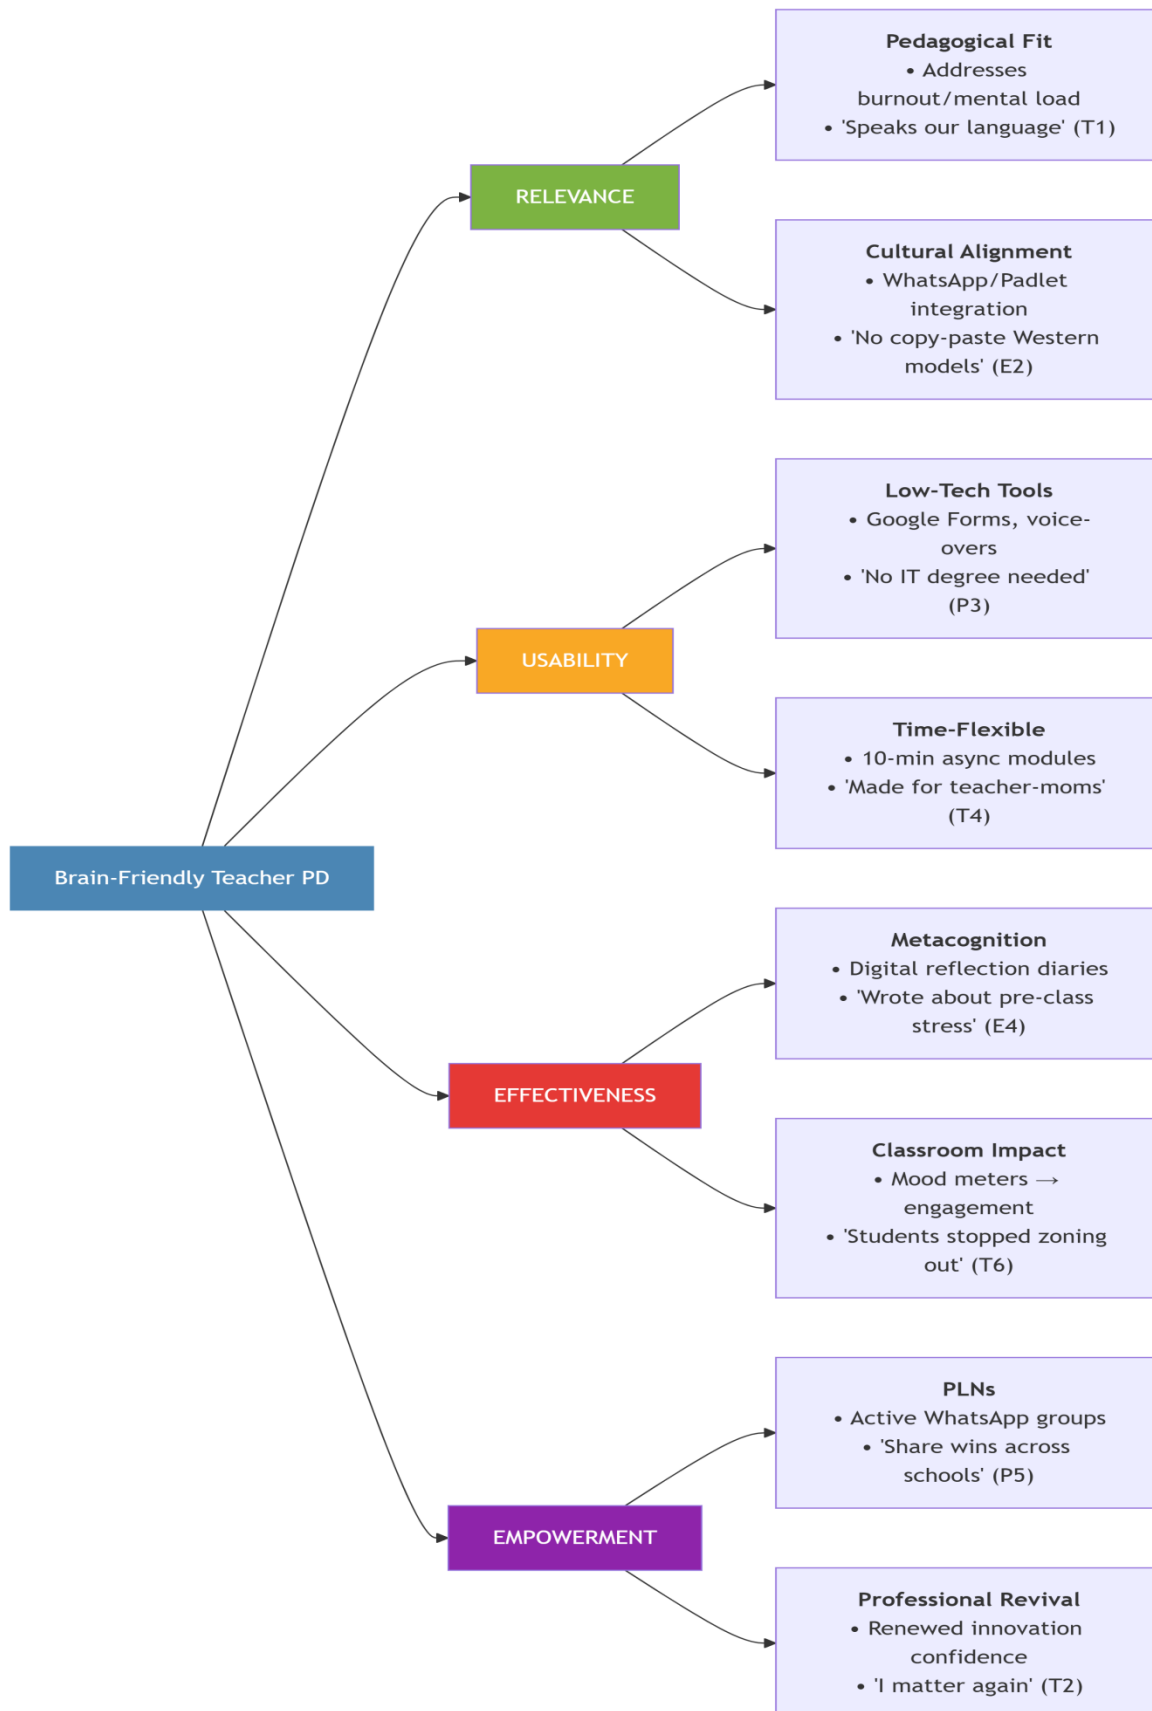 Pedagogical Fit
• Addresses
burnout/mental load
• 'Speaks our language' (T1)
RELEVANCE
Cultural Alignment
• WhatsApp/Padlet
integration
• 'No copy-paste Western
models' (E2)
Low-Tech Tools
• Google Forms, voice-
overs
• 'No IT degree needed'
(P3)
USABILITY
Time-Flexible
• 10-min async modules
• 'Made for teacher-moms'
(T4)
Brain-Friendly Teacher PD
Metacognition
• Digital reflection diaries
• 'Wrote about pre-class
stress' (E4)
EFFECTIVENESS
Classroom Impact
• Mood meters →
engagement
• 'Students stopped zoning
out' (T6)
PLNs
• Active WhatsApp groups
• 'Share wins across
schools' (P5)
EMPOWERMENT
Professional Revival
• Renewed innovation
confidence
• 'I matter again' (T2)